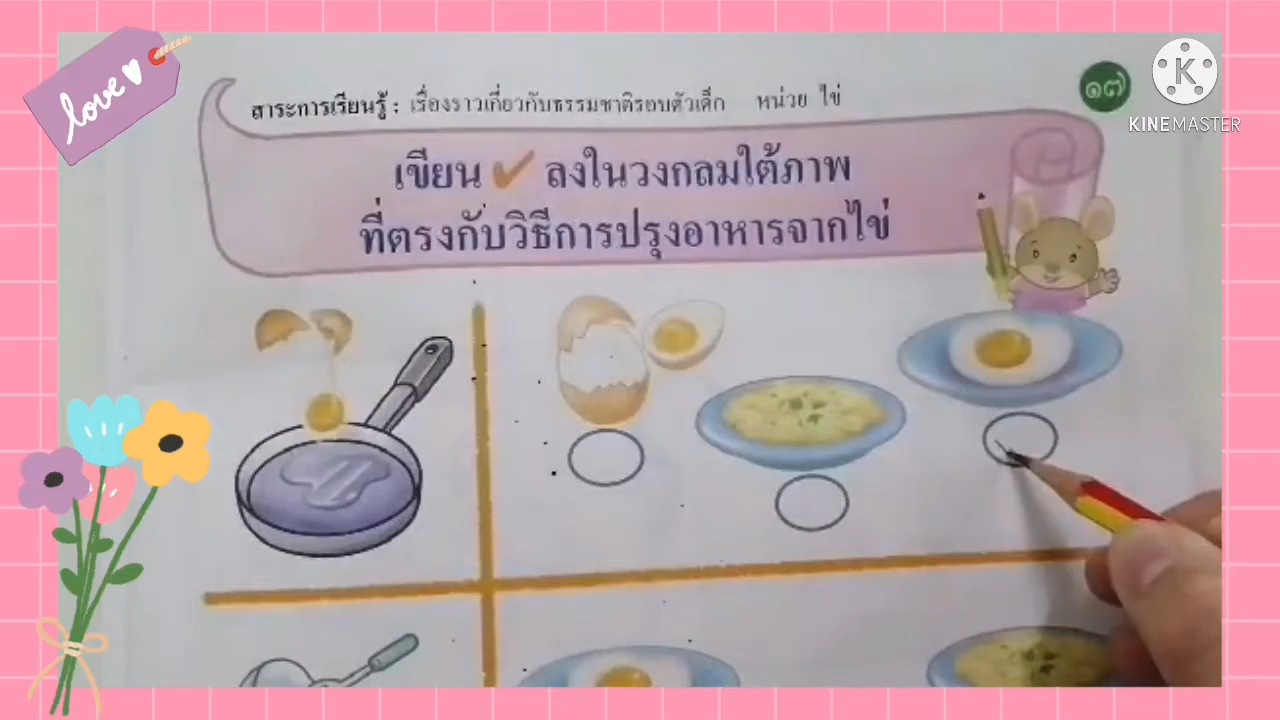 love
สาระการเรียนรู้ : เรื่องราวเกี่ยวกับธรรมชาติรอบตัวเด็ก หน่วย ไข่
๑๗
K
KINEMASTER
เขียน ✔ ลงในวงกลมใต้ภาพ
ที่ตรงกับวิธีการปรุงอาหารจากไข่